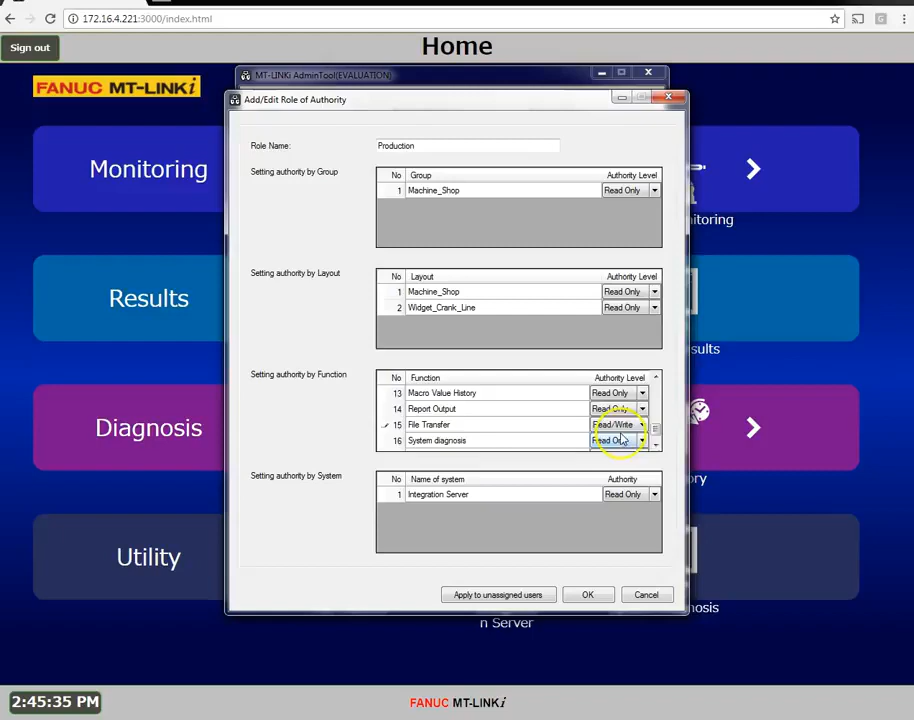 172.16.4.221:3000/index.html
Sign out
Home
FANUC MT-LINKi
MT-LINKi AdminTool(EVALUATION)
Add/Edit Role of Authority
Monitoring
Role Name:
Production
Setting authority by Group
No Group Authority Level
1 Machine_Shop Read Only
itoring
Setting authority by Layout
No Layout Authority Level
1 Machine_Shop Read Only
2 Widget_Crank_Line Read Only
Results
sults
Setting authority by Function
No Function Authority Level
13 Macro Value History Read Only
14 Report Output Read Only
15 File Transfer Read/Write
16 System diagnosis Read
Diagnosis
ory
Setting authority by System
No Name of system Authority
1 Integration Server Read Only
Utility
Apply to unassigned users
OK
Cancel
nosis
n Server
2:45:35 PM
FANUC MT-LINKi